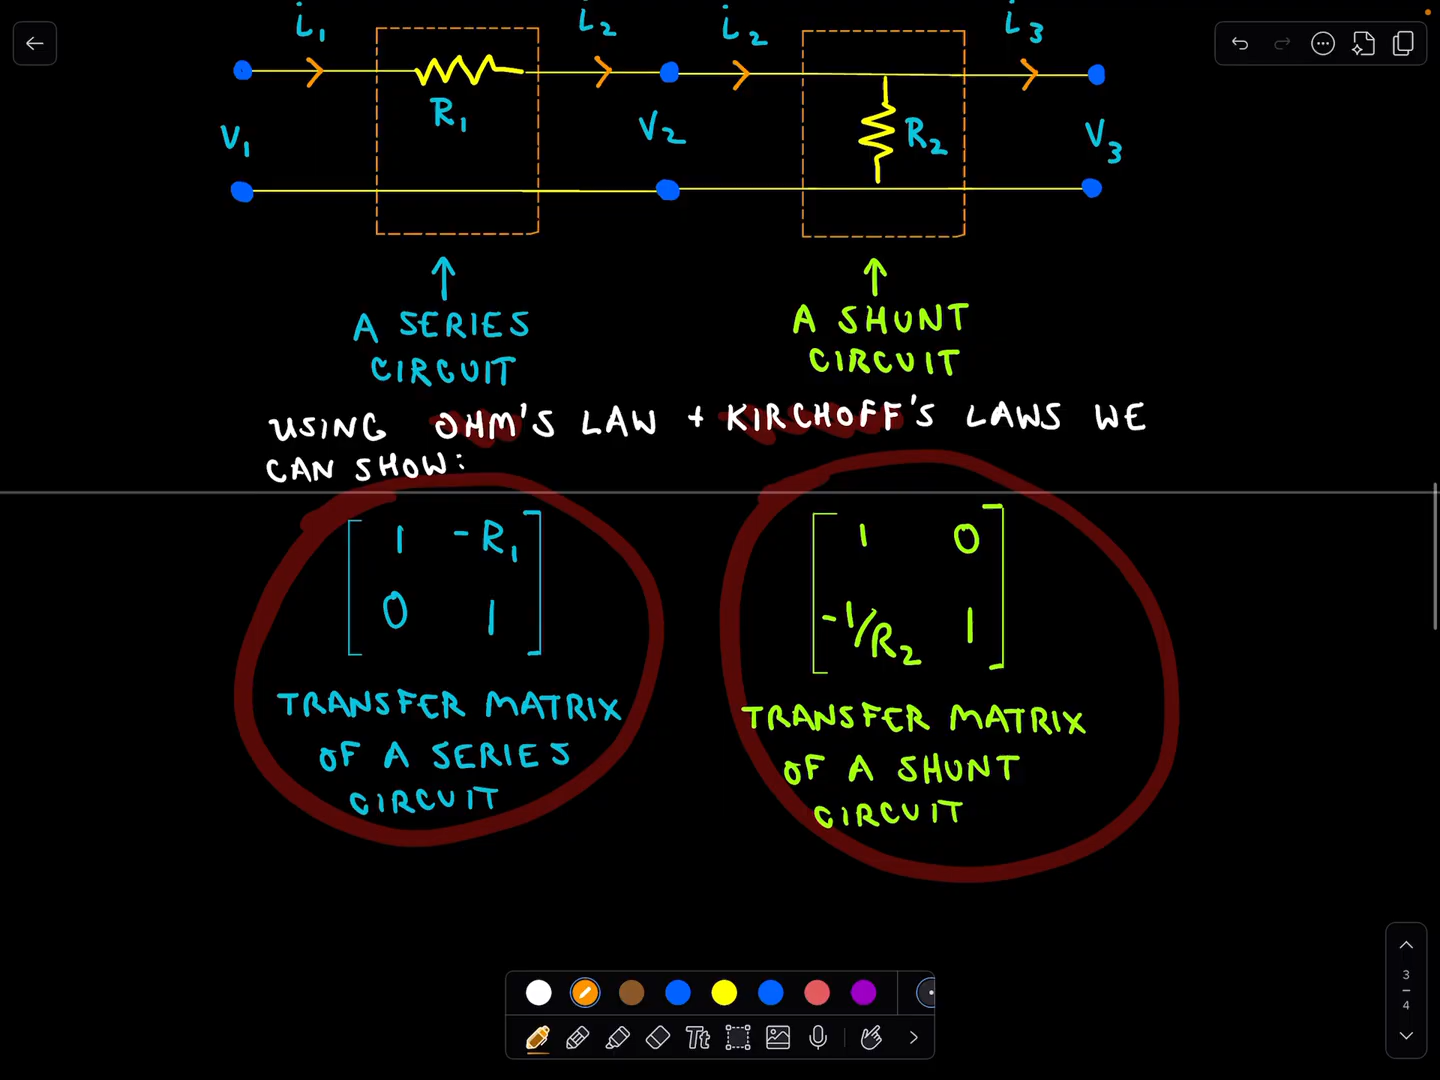 i1 i2 i2 i3
R1
V1 V2 R2 V3
A SERIES
CIRCUIT
A SHUNT
CIRCUIT
USING OHM'S LAW + KIRCHOFF'S LAWS WE
CAN SHOW:
1 -R1
0 1
TRANSFER MATRIX
OF A SERIES
CIRCUIT
1 0
-1/R2 1
TRANSFER MATRIX
OF A SHUNT
CIRCUIT
3
–
4
Tt